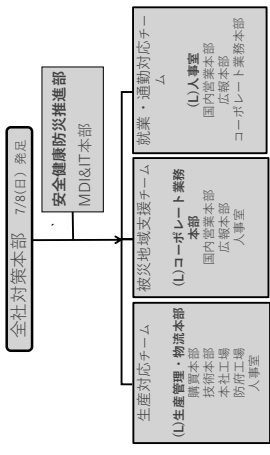 全社対策本部 7/8(日) 発足
安全健康防災推進部
MDI&IT本部
生産対応チーム
(L)生産管理・物流本部
購買本部
技術本部
本社工場
防府工場
人事室
被災地域支援チーム
(L)コーポレート業務
本部
国内営業本部
広報本部
人事室
就業・通勤対応チー
ム
(L)人事室
国内営業本部
広報本部
コーポレート業務本部